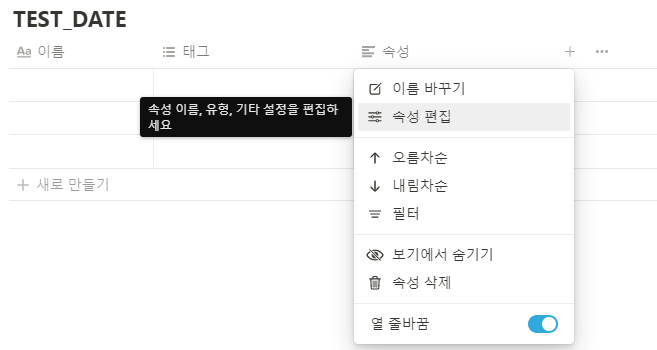 TEST_DATE
Aa 이름
태그
속성
이름 바꾸기
속성 이름, 유형, 기타 설정을 편집하
세요
속성 편집
오름차순
새로 만들기
내림차순
필터
보기에서 숨기기
속성 삭제
열 줄바꿈